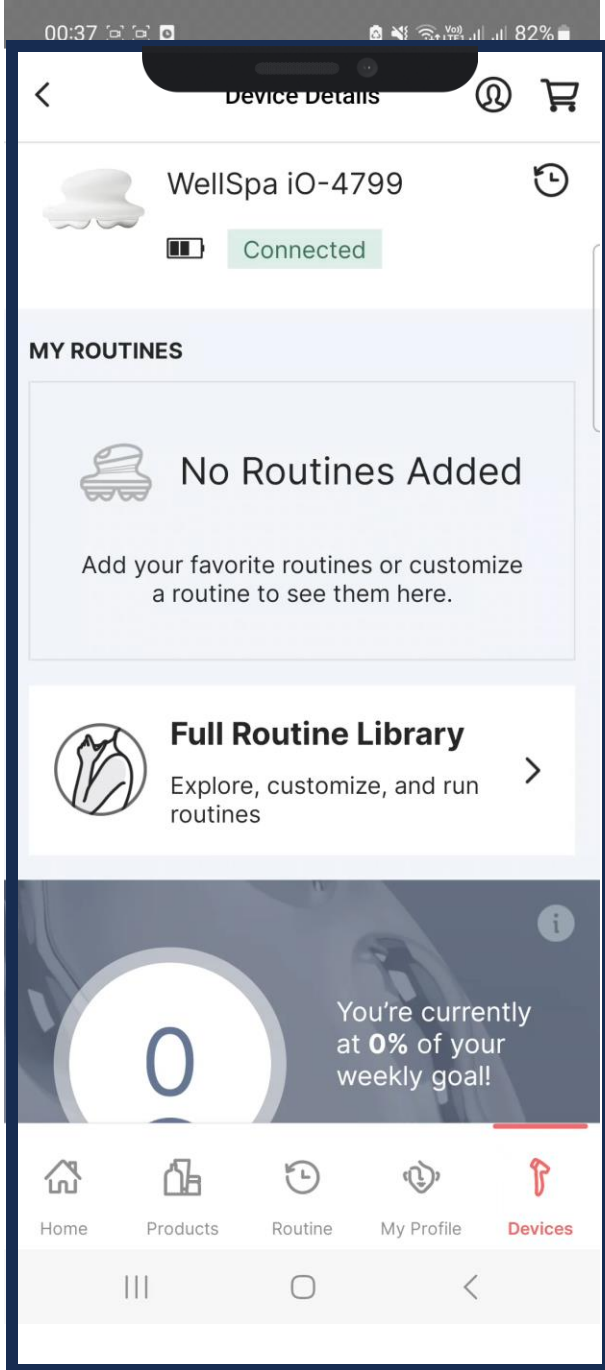 00:37
82%
Device Details
WellSpa iO-4799
Connected
MY ROUTINES
No Routines Added
Add your favorite routines or customize
a routine to see them here.
Full Routine Library
Explore, customize, and run
routines
i
0
You're currently
at 0% of your
weekly goal!
Home Products Routine My Profile Devices